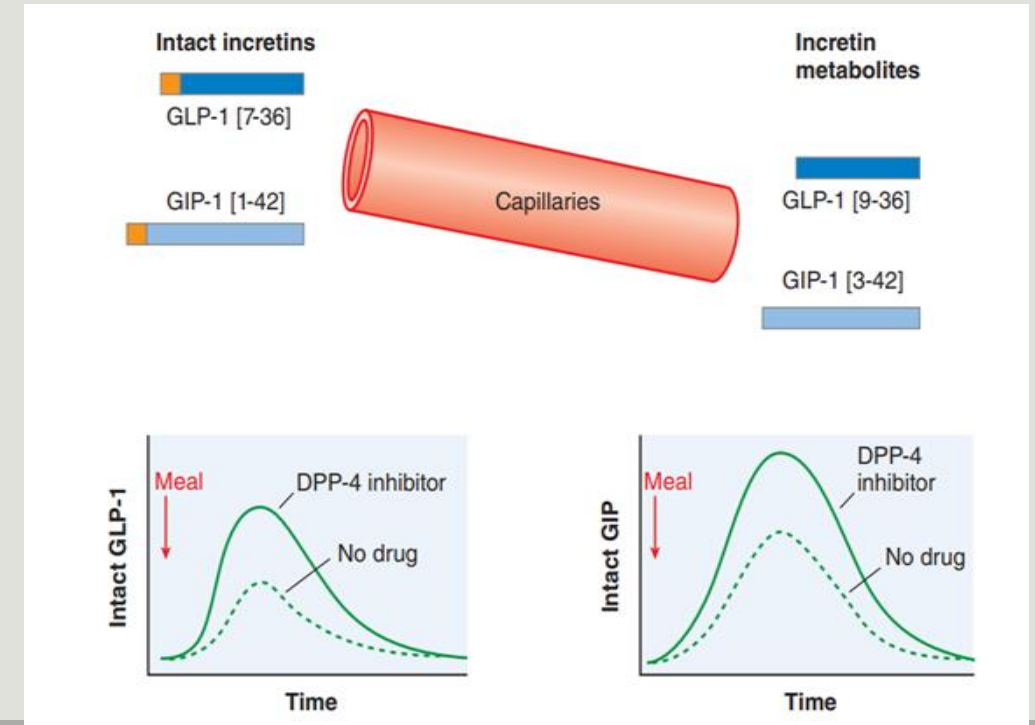 Intact incretins
GLP-1 [7-36]
GIP-1 [1-42]
Capillaries
Incretin
metabolites
GLP-1 [9-36]
GIP-1 [3-42]
Intact GLP-1
Meal
DPP-4 inhibitor
No drug
Time
Intact GIP
Meal
DPP-4
inhibitor
No drug
Time